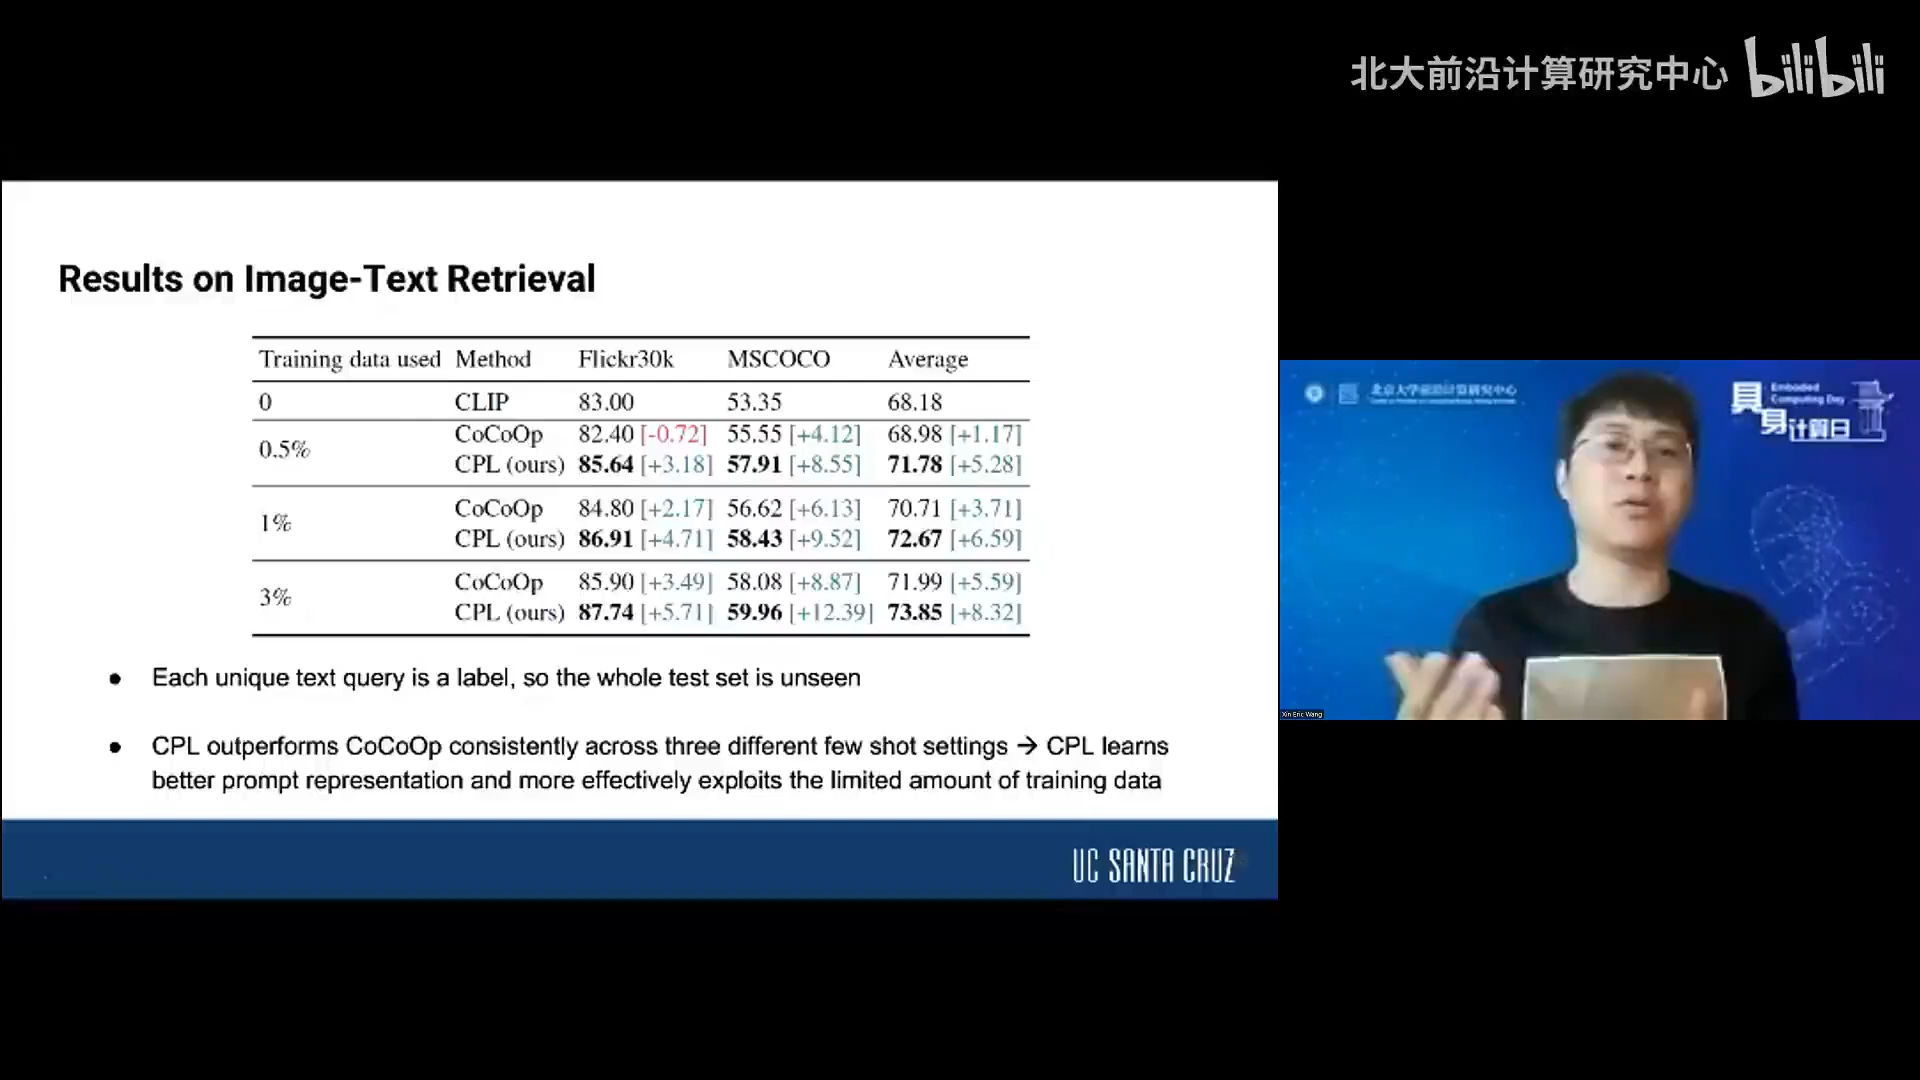 北大前沿计算研究中心 bilibili
Results on Image-Text Retrieval
Training data used Method Flickr30k MSCOCO Average
0 CLIP 83.00 53.35 68.18
0.5% CoCoOp 82.40 [-0.72] 55.55 [+4.12] 68.98 [+1.17]
CPL (ours) 85.64 [+3.18] 57.91 [+8.55] 71.78 [+5.28]
1% CoCoOp 84.80 [+2.17] 56.62 [+6.13] 70.71 [+3.71]
CPL (ours) 86.91 [+4.71] 58.43 [+9.52] 72.67 [+6.59]
3% CoCoOp 85.90 [+3.49] 58.08 [+8.87] 71.99 [+5.59]
CPL (ours) 87.74 [+5.71] 59.96 [+12.39] 73.85 [+8.32]
• Each unique text query is a label, so the whole test set is unseen
• CPL outperforms CoCoOp consistently across three different few shot settings → CPL learns
better prompt representation and more effectively exploits the limited amount of training data
UC SANTA CRUZ
北京大学前沿计算研究中心
Embodied
Computing Day
具身计算日
Xin Eric Wang